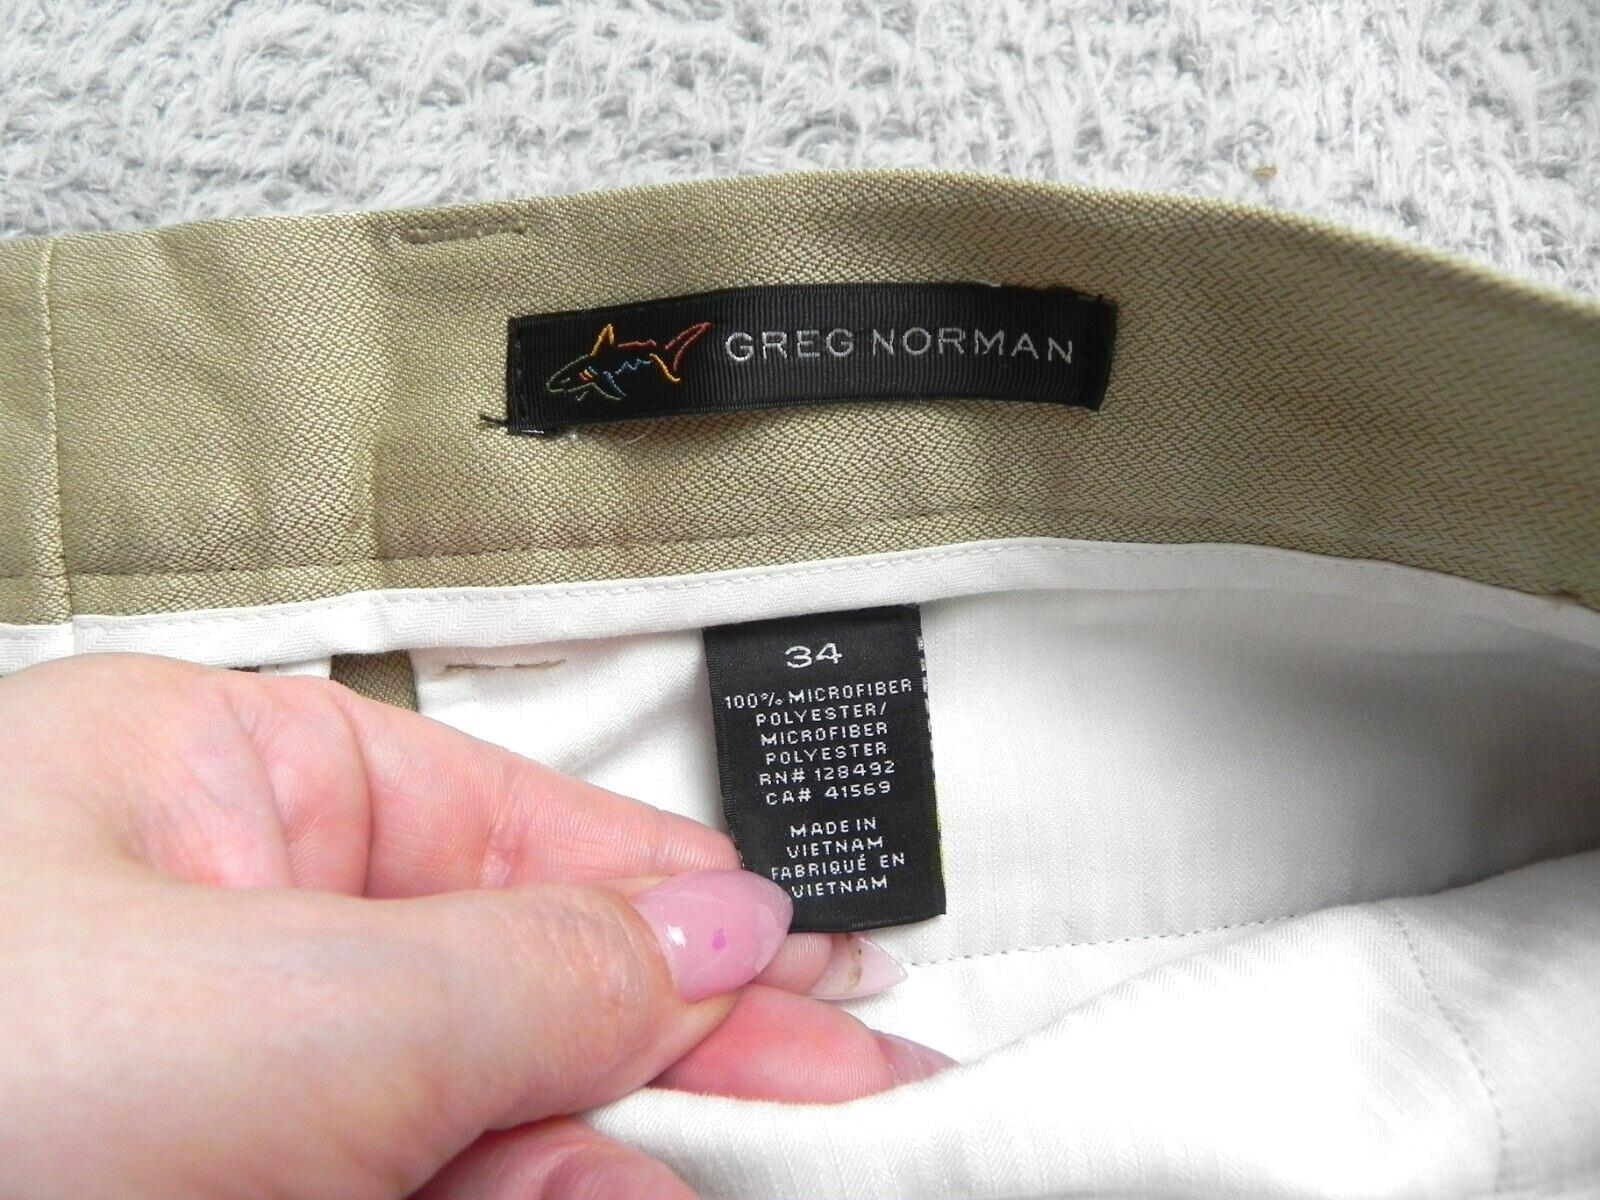 GREG NORMAN
34
100% MICROFIBER
POLYESTER/
MICROFIBER
POLYESTER
RN# 128492
CA# 41569
MADE IN
VIETNAM
FABRIQUÉ EN
VIETNAM